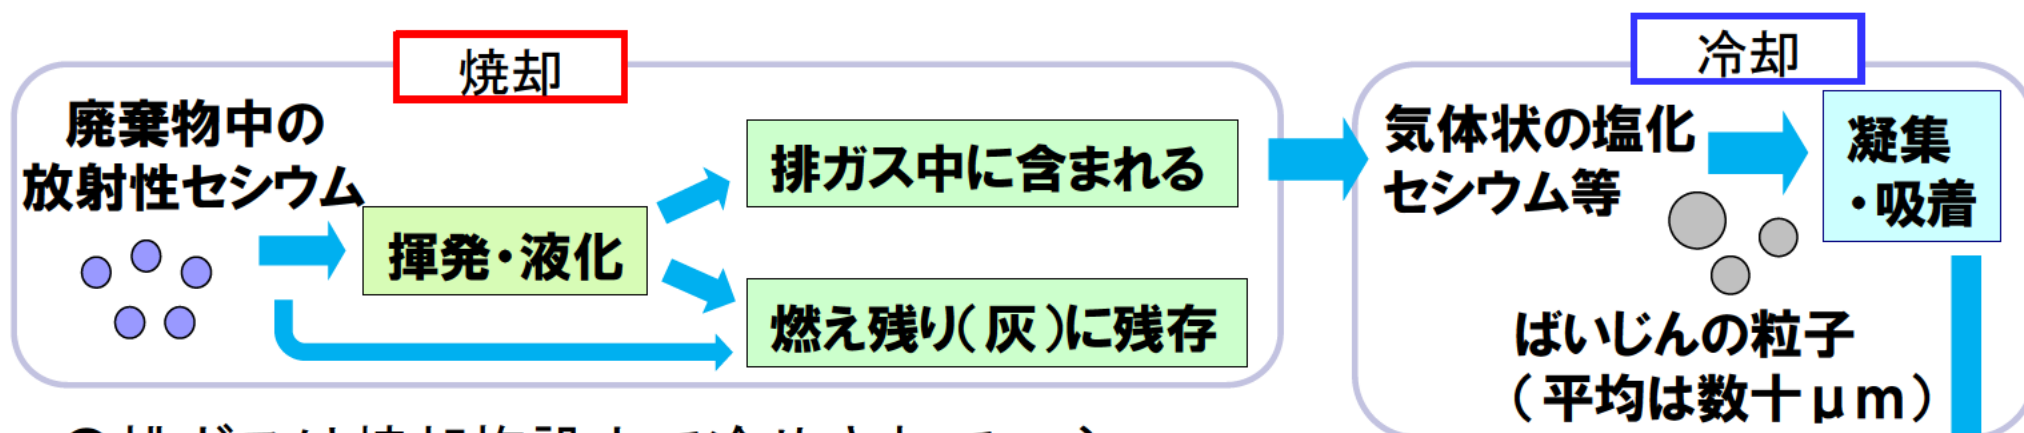 焼却
廃棄物中の
放射性セシウム
揮発・液化
排ガス中に含まれる
燃え残り(灰)に残存
冷却
気体状の塩化
セシウム等
凝集
・吸着
ばいじんの粒子
(平均は数十μm)